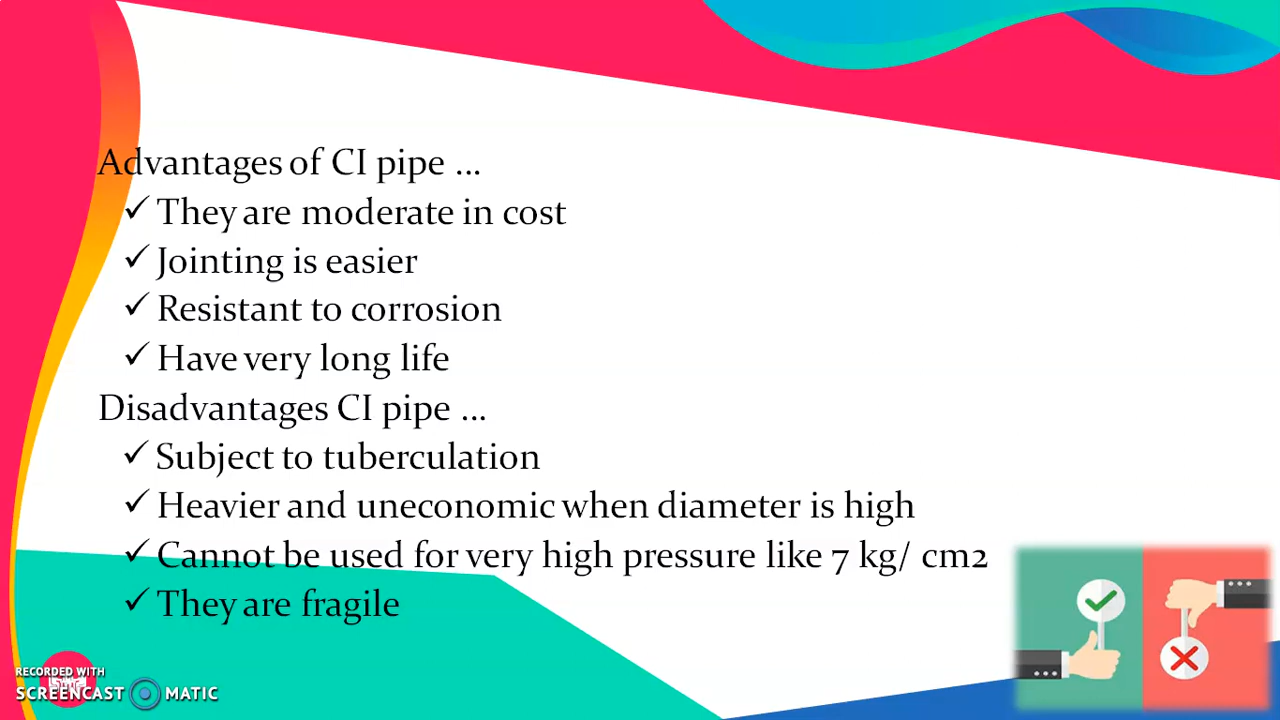 Advantages of CI pipe ...
✓ They are moderate in cost
✓ Jointing is easier
✓ Resistant to corrosion
✓ Have very long life
Disadvantages CI pipe ...
✓ Subject to tuberculation
✓ Heavier and uneconomic when diameter is high
✓ Cannot be used for very high pressure like 7 kg/ cm2
✓ They are fragile
RECORDED WITH
SCREENCAST MATIC